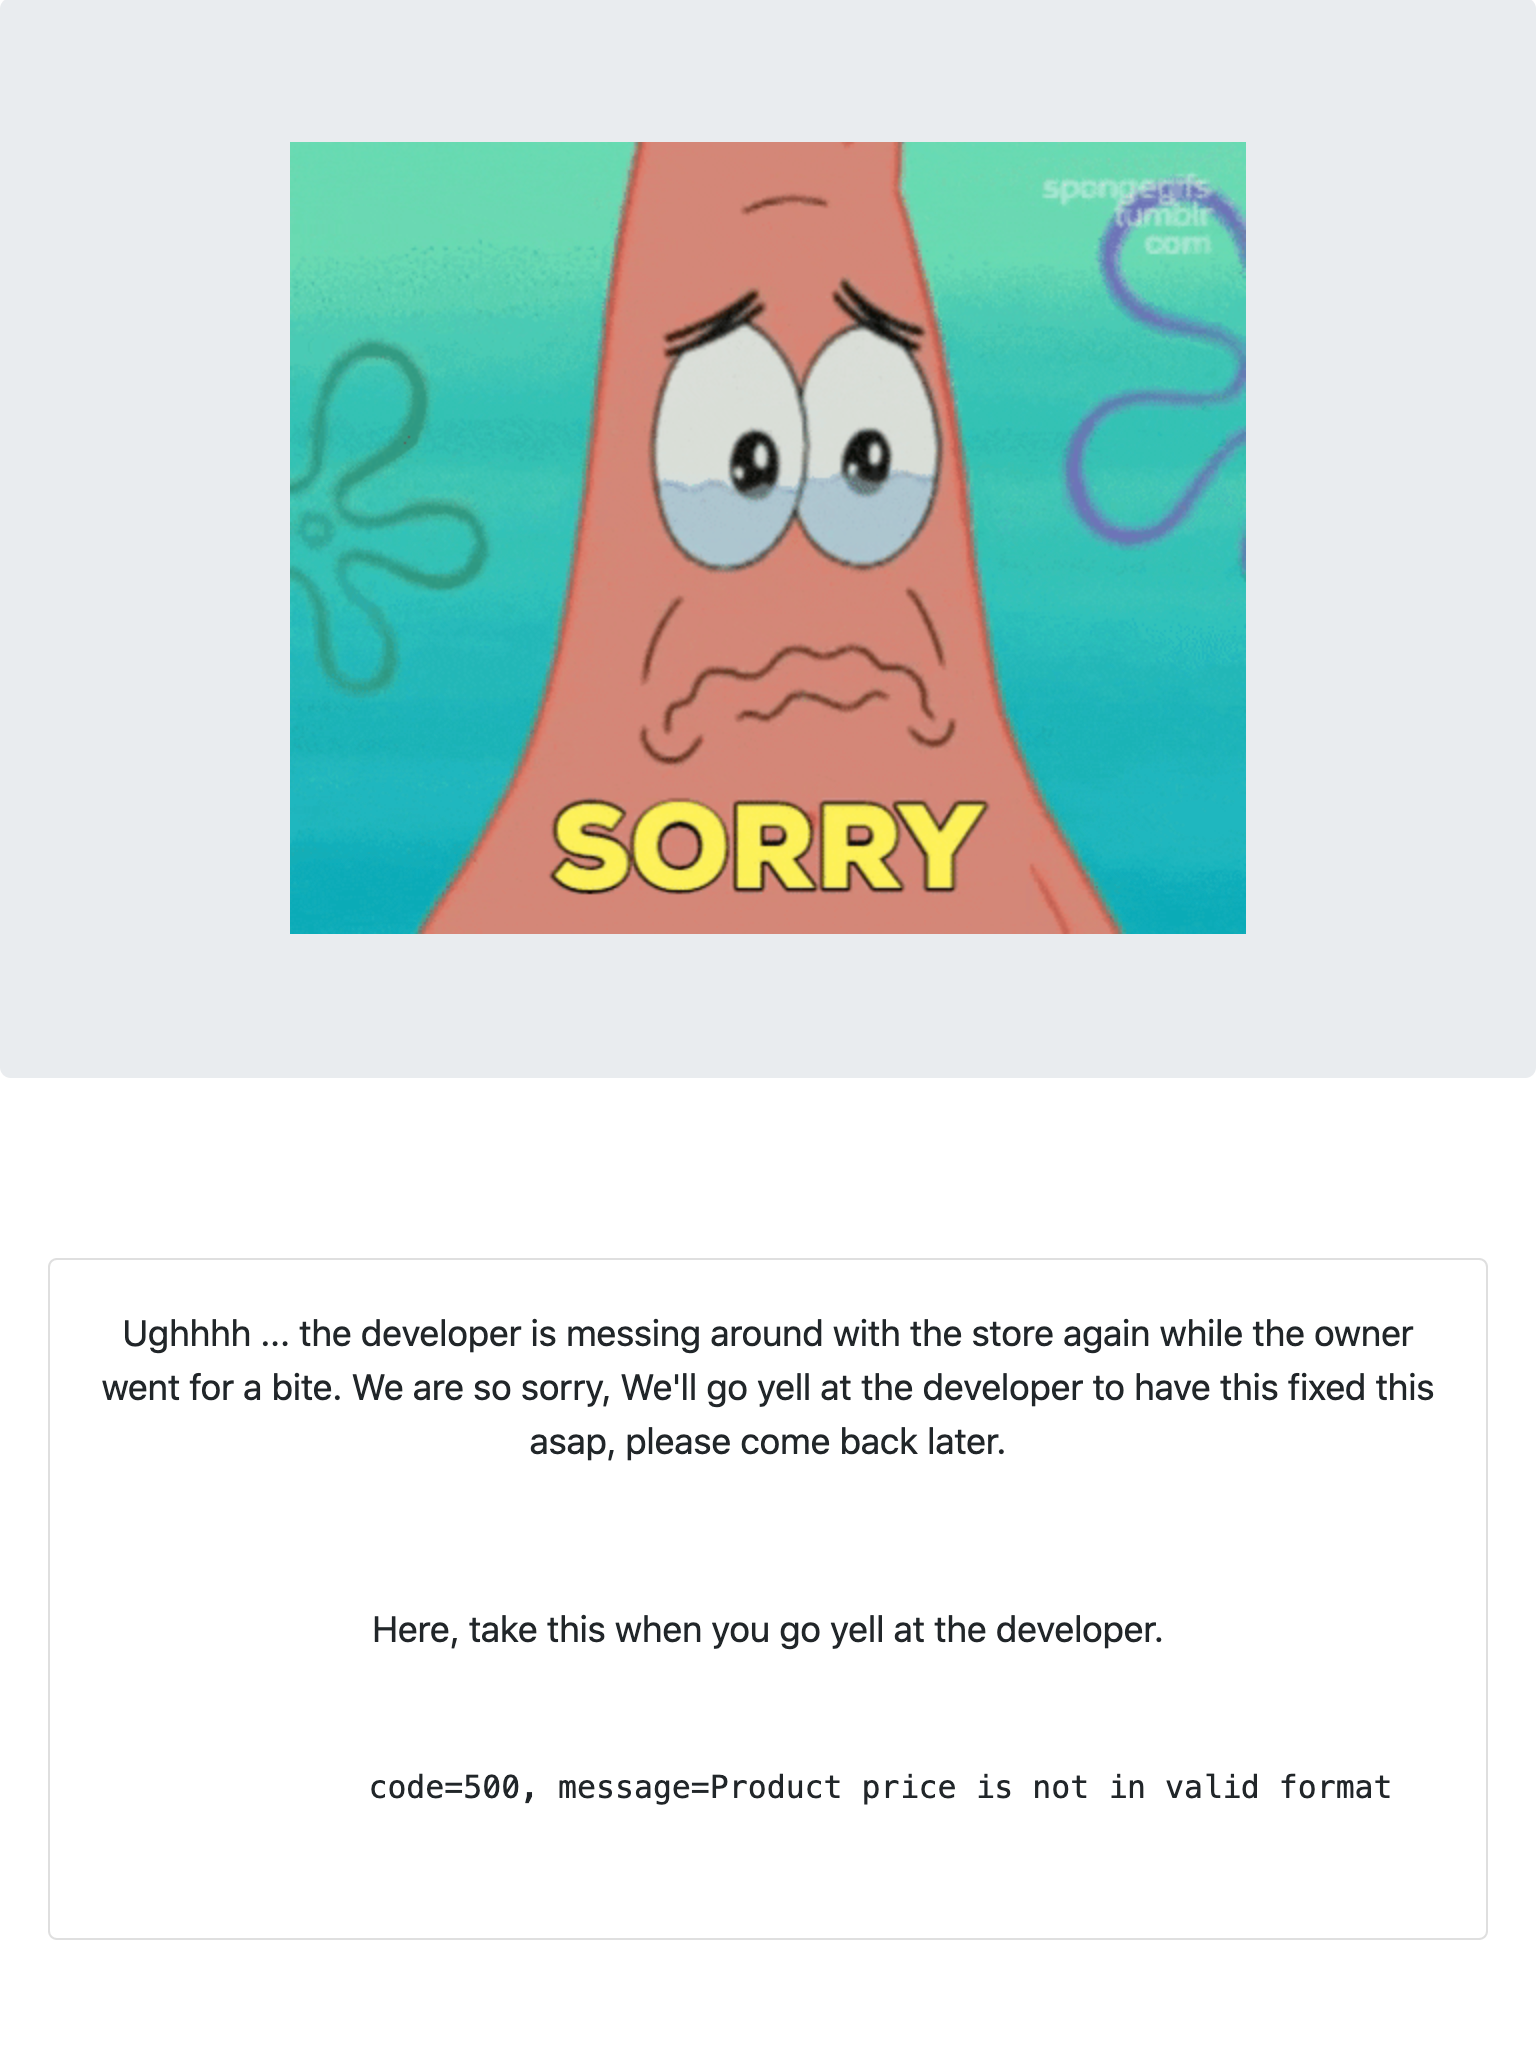 spongegifs
tumblr
com
SORRY
Ughhhh ... the developer is messing around with the store again while the owner
went for a bite. We are so sorry, We'll go yell at the developer to have this fixed this
asap, please come back later.
Here, take this when you go yell at the developer.
code=500, message=Product price is not in valid format